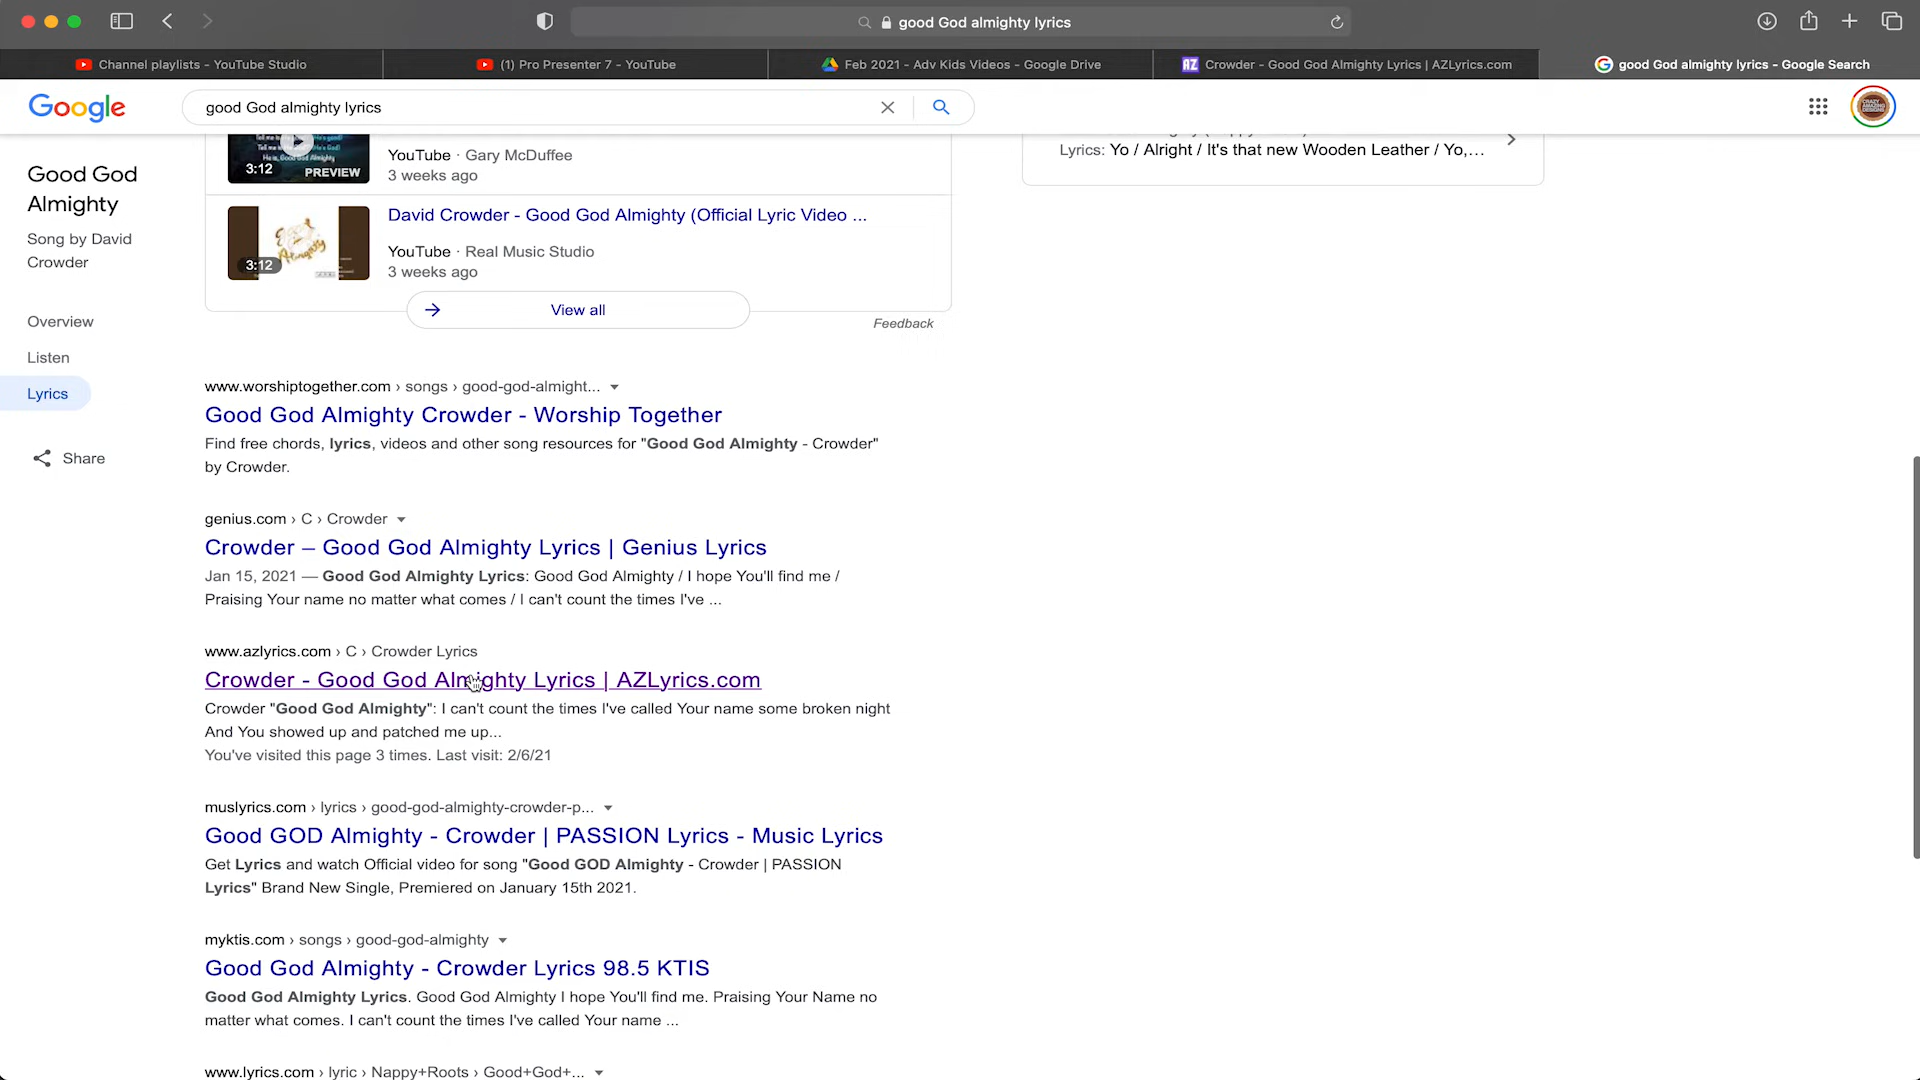 good God almighty lyrics
Channel playlists - YouTube Studio
(1) Pro Presenter 7 - YouTube
Feb 2021 - Adv Kids Videos - Google Drive
AZ Crowder - Good God Almighty Lyrics | AZLyrics.com
good God almighty lyrics - Google Search
Google
good God almighty lyrics
CRAZY AMAZING DESIGNS
Good God
Almighty
Song by David
Crowder
Overview
Listen
Lyrics
Share
3:12
PREVIEW
YouTube · Gary McDuffee
3 weeks ago
David Crowder - Good God Almighty (Official Lyric Video ...
3:12
YouTube · Real Music Studio
3 weeks ago
View all
Feedback
Lyrics: Yo / Alright / It's that new Wooden Leather / Yo,...
www.worshiptogether.com › songs › good-god-almight...
Good God Almighty Crowder - Worship Together
Find free chords, lyrics, videos and other song resources for "Good God Almighty - Crowder"
by Crowder.
genius.com › C › Crowder
Crowder – Good God Almighty Lyrics | Genius Lyrics
Jan 15, 2021 — Good God Almighty Lyrics: Good God Almighty / I hope You'll find me /
Praising Your name no matter what comes / I can't count the times I've ...
www.azlyrics.com › C › Crowder Lyrics
Crowder - Good God Almighty Lyrics | AZLyrics.com
Crowder "Good God Almighty": I can't count the times I've called Your name some broken night
And You showed up and patched me up...
You've visited this page 3 times. Last visit: 2/6/21
muslyrics.com › lyrics › good-god-almighty-crowder-p...
Good GOD Almighty - Crowder | PASSION Lyrics - Music Lyrics
Get Lyrics and watch Official video for song "Good GOD Almighty - Crowder | PASSION
Lyrics" Brand New Single, Premiered on January 15th 2021.
myktis.com › songs › good-god-almighty
Good God Almighty - Crowder Lyrics 98.5 KTIS
Good God Almighty Lyrics. Good God Almighty I hope You'll find me. Praising Your Name no
matter what comes. I can't count the times I've called Your name ...
www.lyrics.com › lyric › Nappy+Roots › Good+God+...